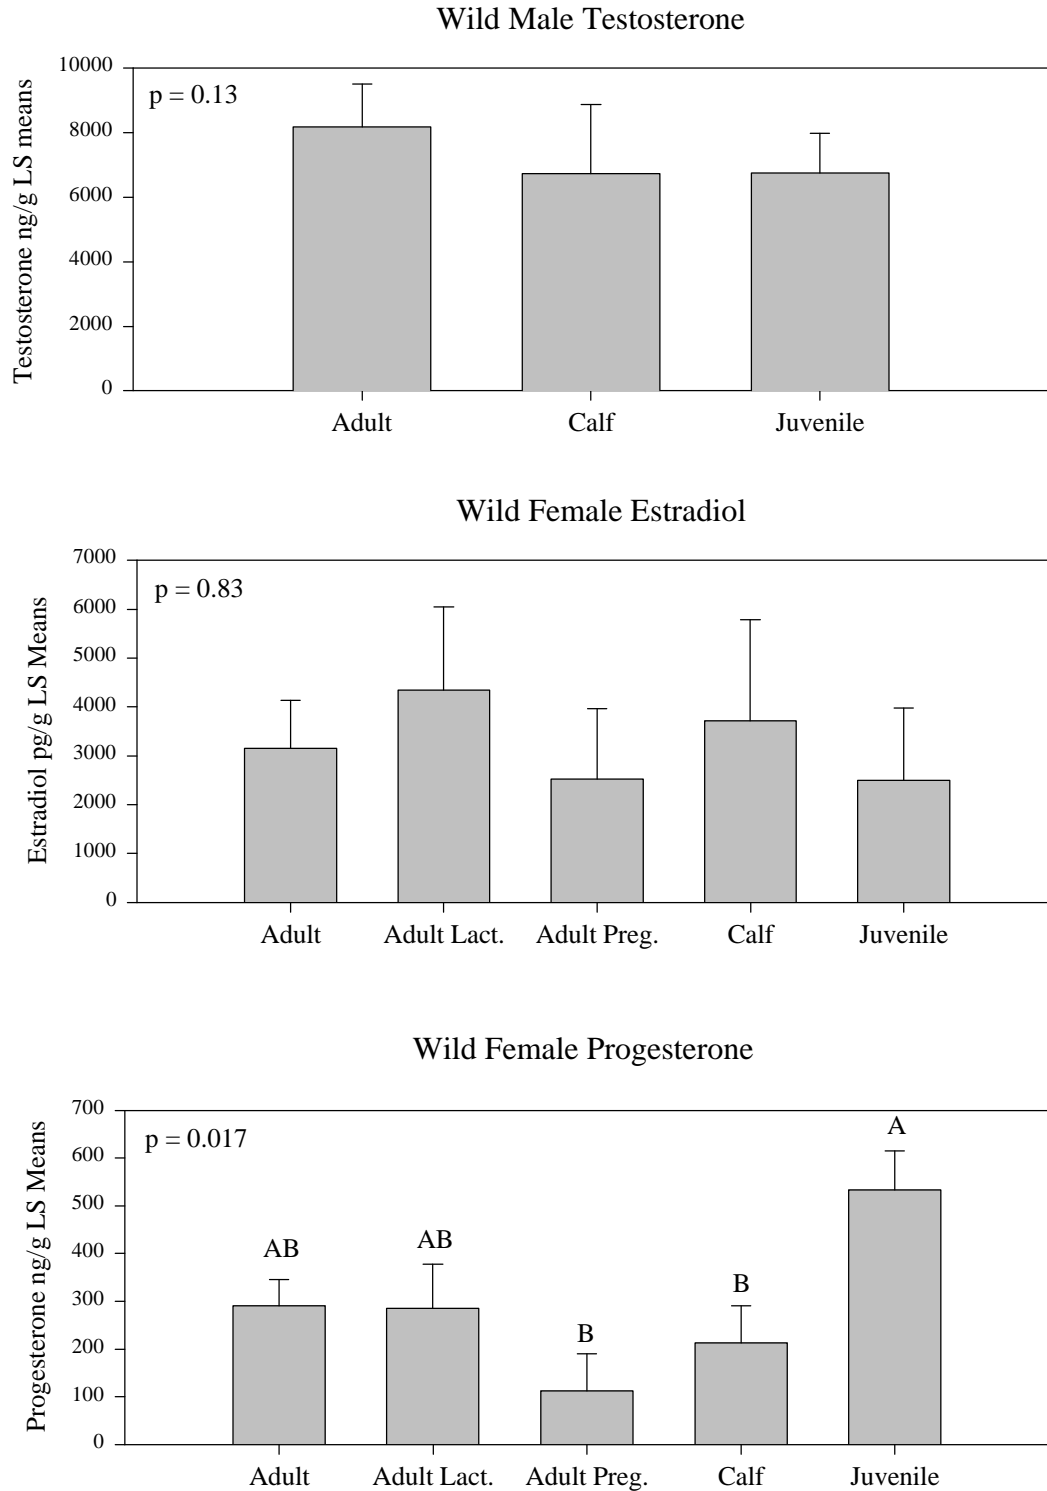 Wild Male Testosterone
Testosterone ng/g LS means
10000
8000
6000
4000
2000
0
p = 0.13
Adult Calf Juvenile
Wild Female Estradiol
Estradiol pg/g LS Means
7000
6000
5000
4000
3000
2000
1000
0
p = 0.83
Adult Adult Lact. Adult Preg. Calf Juvenile
Wild Female Progesterone
Progesterone ng/g LS Means
700
600
500
400
300
200
100
0
p = 0.017
AB AB B B A
Adult Adult Lact. Adult Preg. Calf Juvenile